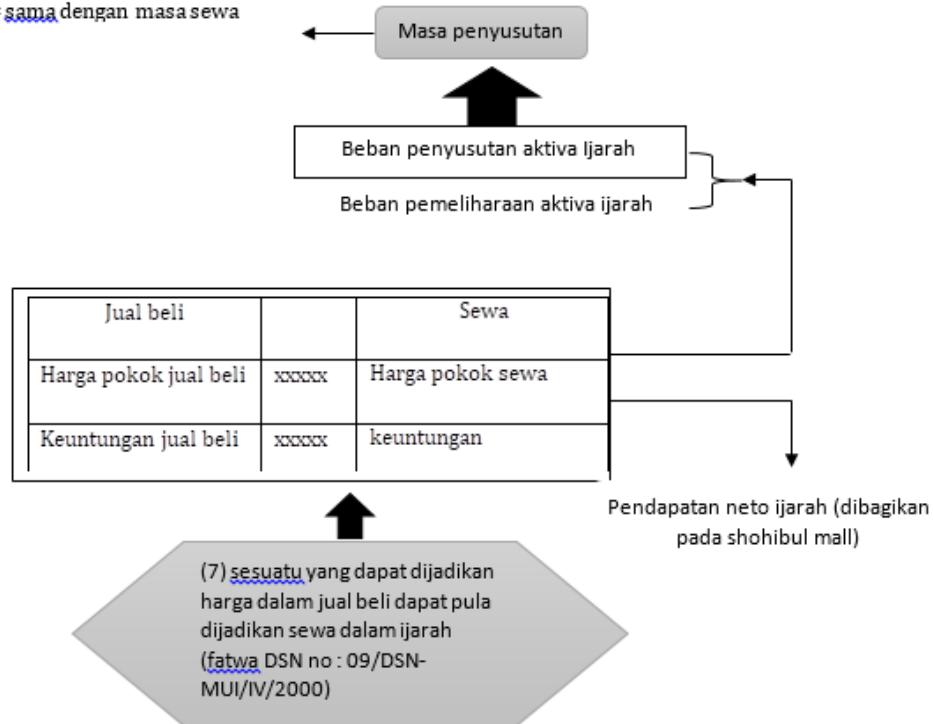 sama dengan masa sewa
Masa penyusutan
Beban penyusutan aktiva Ijarah
Beban pemeliharaan aktiva ijarah
Jual beli Sewa
Harga pokok jual beli xxxxx Harga pokok sewa
Keuntungan jual beli xxxxx keuntungan
Pendapatan neto ijarah (dibagikan
pada shohibul mall)
(7) sesuatu yang dapat dijadikan
harga dalam jual beli dapat pula
dijadikan sewa dalam ijarah
(fatwa DSN no : 09/DSN-
MUI/IV/2000)